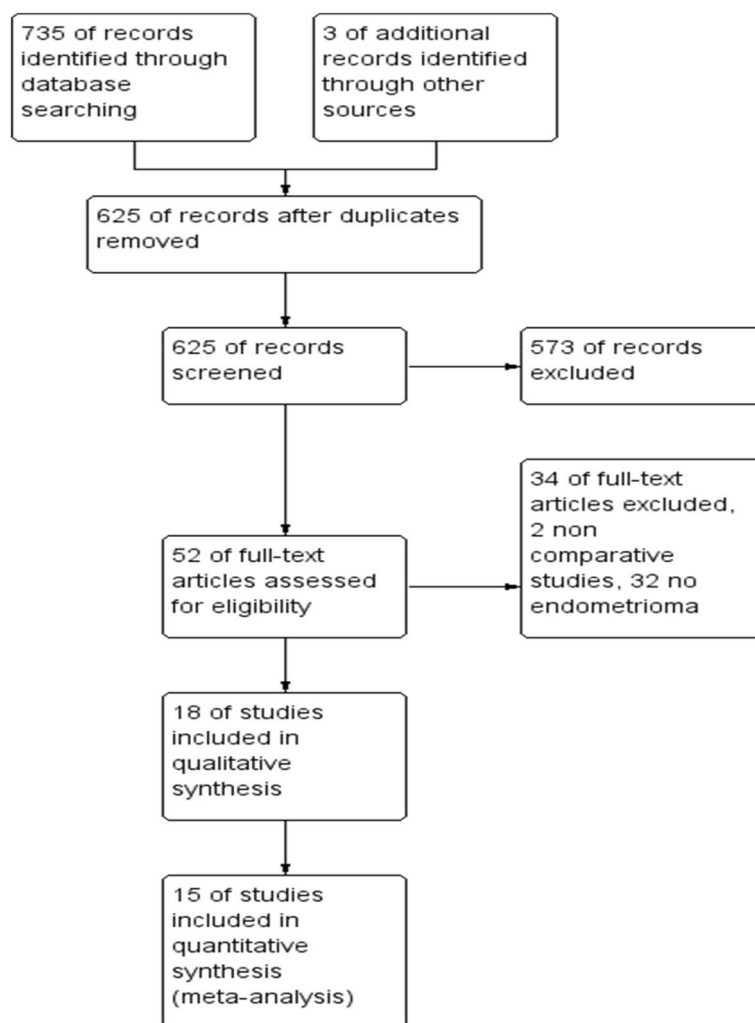 735 of records
identified through
database
searching
3 of additional
records identified
through other
sources
625 of records after duplicates
removed
625 of records
screened
573 of records
excluded
52 of full-text
articles assessed
for eligibility
34 of full-text
articles excluded,
2 non
comparative
studies, 32 no
endometrioma
18 of studies
included in
qualitative
synthesis
15 of studies
included in
quantitative
synthesis
(meta-analysis)